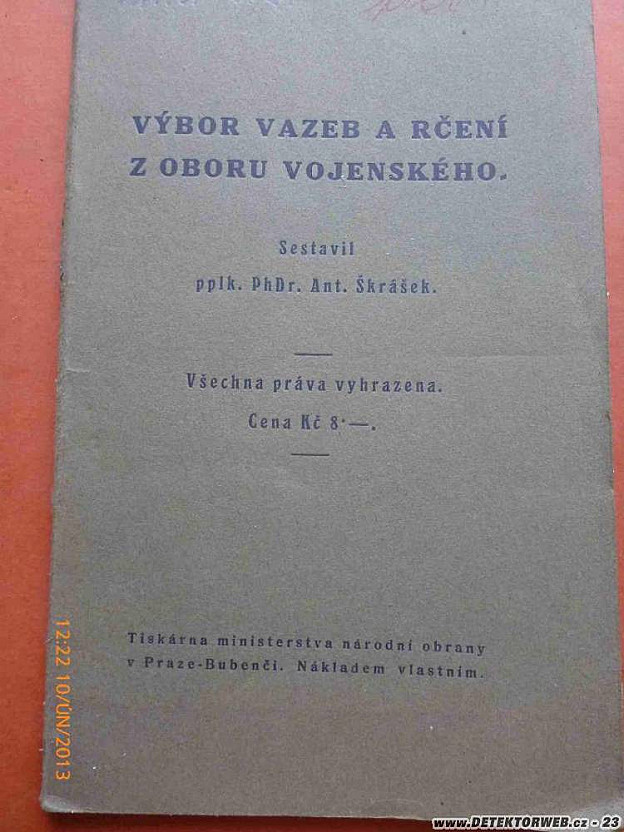 VÝBOR VAZEB A RČENÍ
Z OBORU VOJENSKÉHO.
Sestavil
pplk. PhDr. Ant. Škrášek.
Všechna práva vyhrazena.
Cena Kč 8·—.
Tiskárna ministerstva národní obrany
v Praze-Bubenči. Nákladem vlastním.
12:22 10/ÚN/2013
www.DETEKTORWEB.cz - 23